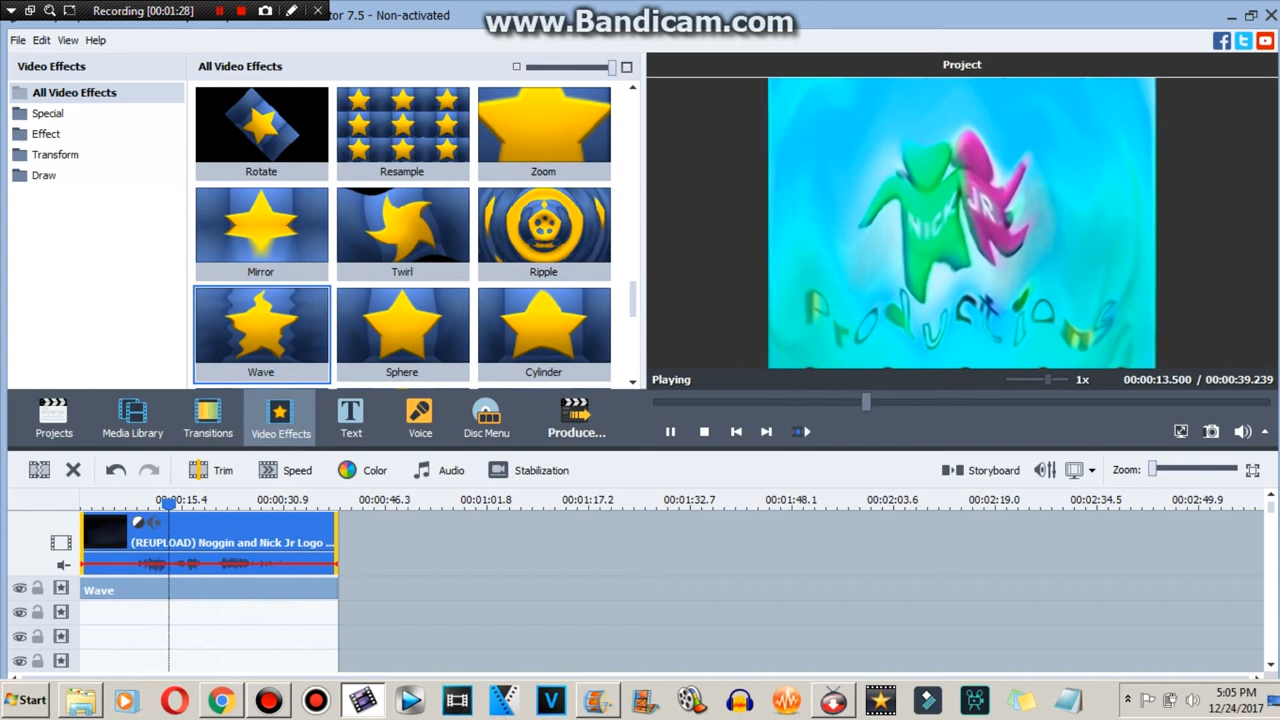 Recording [00:01:28]
tor 7.5 - Non-activated
www.Bandicam.com
File Edit View Help
Video Effects
All Video Effects
Special
Effect
Transform
Draw
All Video Effects
Rotate Resample Zoom
Mirror Twirl Ripple
Wave Sphere Cylinder
Project
NICK JR
Productions
Playing 1x 00:00:13.500 / 00:00:39.239
Projects Media Library Transitions Video Effects Text Voice Disc Menu Produce...
Trim Speed Color Audio Stabilization Storyboard Zoom:
00:00:15.4 00:00:30.9 00:00:46.3 00:01:01.8 00:01:17.2 00:01:32.7 00:01:48.1 00:02:03.6 00:02:19.0 00:02:34.5 00:02:49.9
(REUPLOAD) Noggin and Nick Jr Logo ...
Wave
Start
5:05 PM
12/24/2017